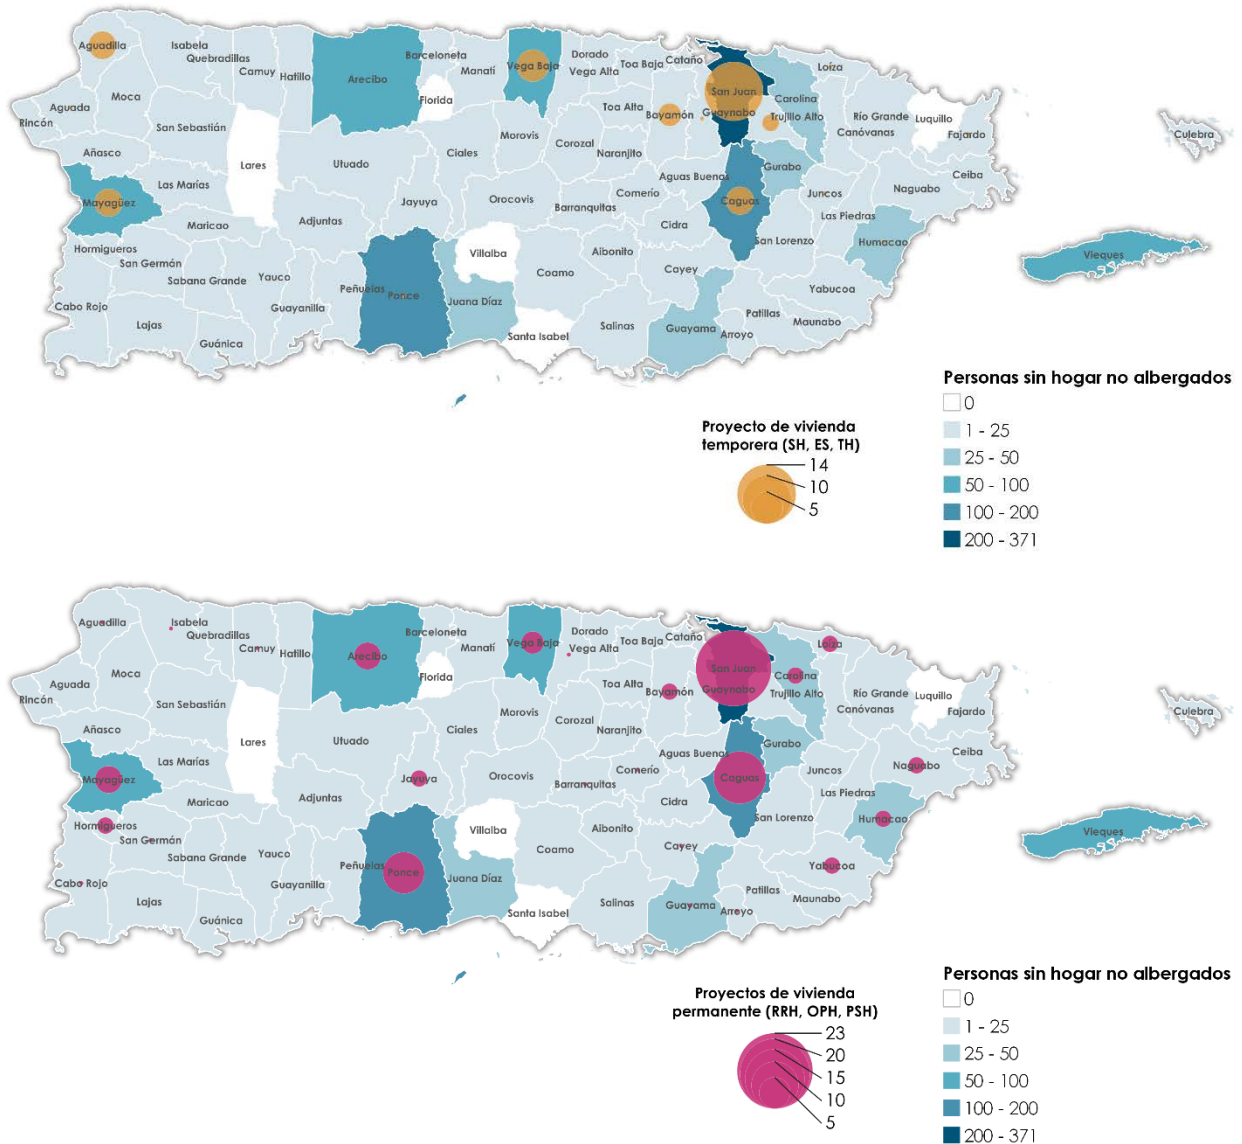 Aguadilla
Isabela
Quebradillas
Camuy
Hatillo
Arecibo
Barceloneta
Manatí
Florida
Vega Baja
Dorado
Vega Alta
Toa Baja
Cataño
San Juan
Guaynabo
Bayamón
Toa Alta
Carolina
Trujillo Alto
Loíza
Río Grande
Canóvanas
Luquillo
Fajardo
Culebra
Aguada
Rincón
Moca
San Sebastián
Añasco
Lares
Utuado
Ciales
Morovis
Corozal
Naranjito
Aguas Buenas
Gurabo
Ceiba
Naguabo
Las Marías
Mayagüez
Maricao
Adjuntas
Jayuya
Orocovis
Barranquitas
Comerío
Cidra
Caguas
Juncos
Las Piedras
San Lorenzo
Humacao
Vieques
Hormigueros
San Germán
Sabana Grande
Yauco
Guayanilla
Peñuelas
Ponce
Juana Díaz
Villalba
Coamo
Aibonito
Cayey
Yabucoa
Cabo Rojo
Lajas
Guánica
Santa Isabel
Salinas
Guayama
Arroyo
Patillas
Maunabo
Proyecto de vivienda
temporera (SH, ES, TH)
14
10
5
Personas sin hogar no albergados
0
1 - 25
25 - 50
50 - 100
100 - 200
200 - 371
Aguadilla
Isabela
Quebradillas
Camuy
Hatillo
Arecibo
Barceloneta
Manatí
Florida
Vega Baja
Dorado
Vega Alta
Toa Baja
Cataño
San Juan
Guaynabo
Bayamón
Toa Alta
Carolina
Trujillo Alto
Loíza
Río Grande
Canóvanas
Luquillo
Fajardo
Culebra
Aguada
Rincón
Moca
San Sebastián
Añasco
Lares
Utuado
Ciales
Morovis
Corozal
Naranjito
Aguas Buenas
Gurabo
Ceiba
Naguabo
Las Marías
Mayagüez
Maricao
Adjuntas
Jayuya
Orocovis
Barranquitas
Comerío
Cidra
Caguas
Juncos
Las Piedras
San Lorenzo
Humacao
Vieques
Hormigueros
San Germán
Sabana Grande
Yauco
Guayanilla
Peñuelas
Ponce
Juana Díaz
Villalba
Coamo
Aibonito
Cayey
Yabucoa
Cabo Rojo
Lajas
Guánica
Santa Isabel
Salinas
Guayama
Arroyo
Patillas
Maunabo
Proyectos de vivienda
permanente (RRH, OPH, PSH)
23
20
15
10
5
Personas sin hogar no albergados
0
1 - 25
25 - 50
50 - 100
100 - 200
200 - 371